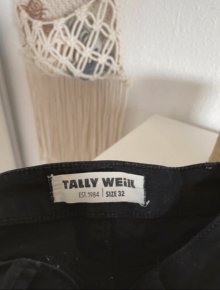 TALLY WEiJL
EST. 1984 | SIZE 32